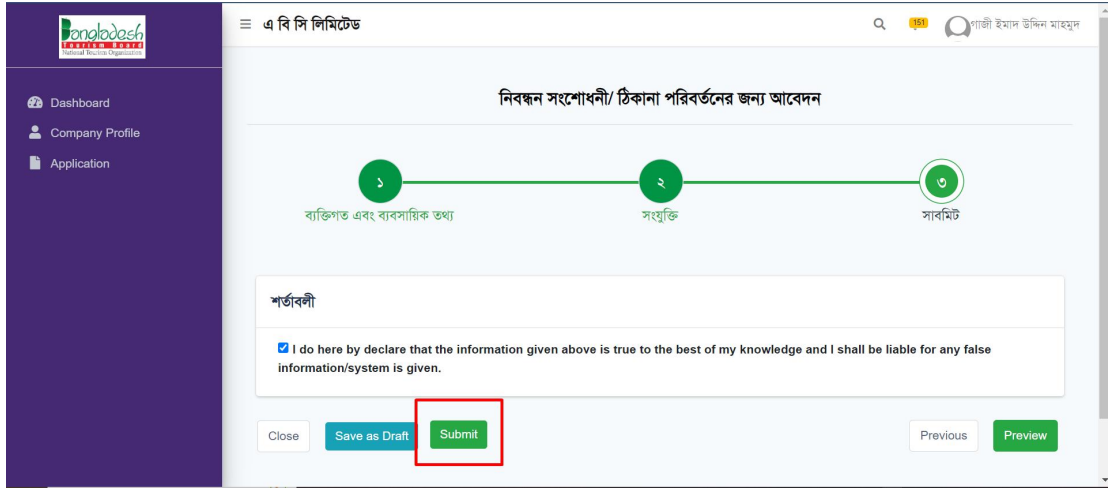 Bangladesh
Tourism Board
National Tourism Organization
এ বি সি লিমিটেড
151
গাজী ইমাদ উদ্দিন মাহমুদ
Dashboard
Company Profile
Application
নিবন্ধন সংশোধনী/ ঠিকানা পরিবর্তনের জন্য আবেদন
১
২
৩
ব্যক্তিগত এবং ব্যবসায়িক তথ্য
সংযুক্তি
সাবমিট
শর্তাবলী
I do here by declare that the information given above is true to the best of my knowledge and I shall be liable for any false
information/system is given.
Close
Save as Draft
Submit
Previous
Preview